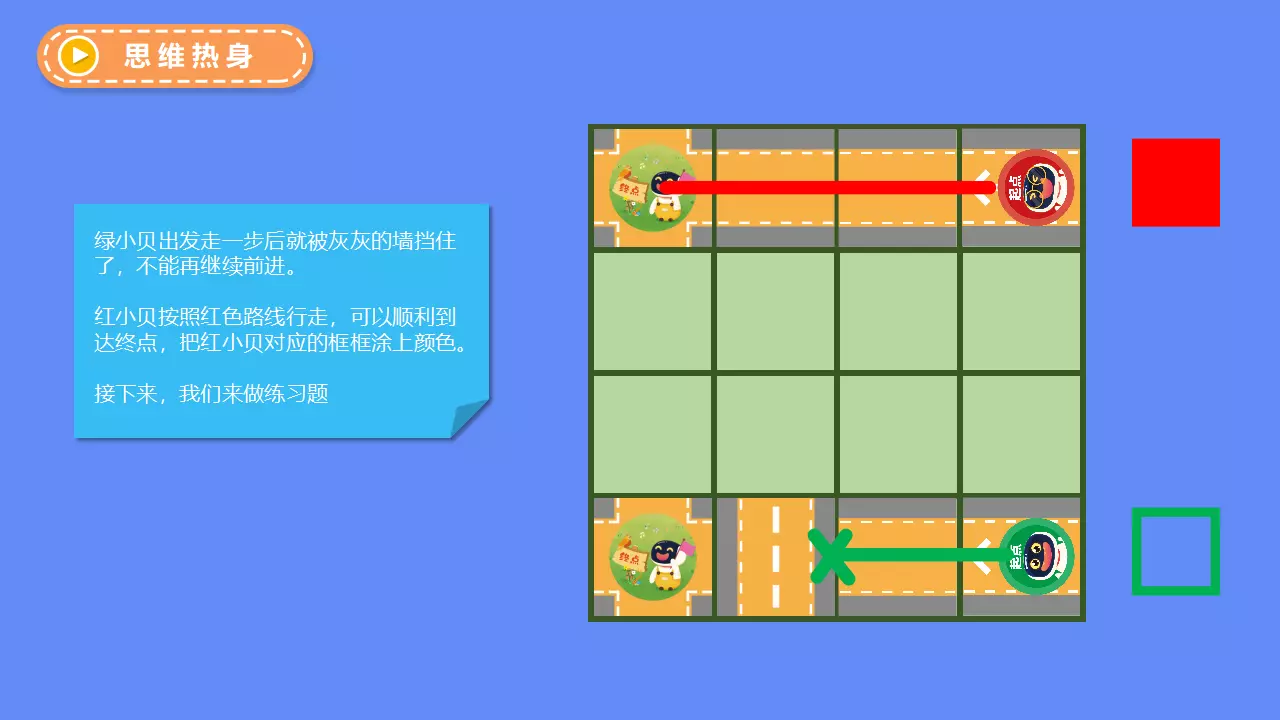 思维热身
绿小贝出发走一步后就被灰灰的墙挡住
了，不能再继续前进。
红小贝按照红色路线行走，可以顺利到
达终点，把红小贝对应的框框涂上颜色。
接下来，我们来做练习题
终点
起点
终点
起点